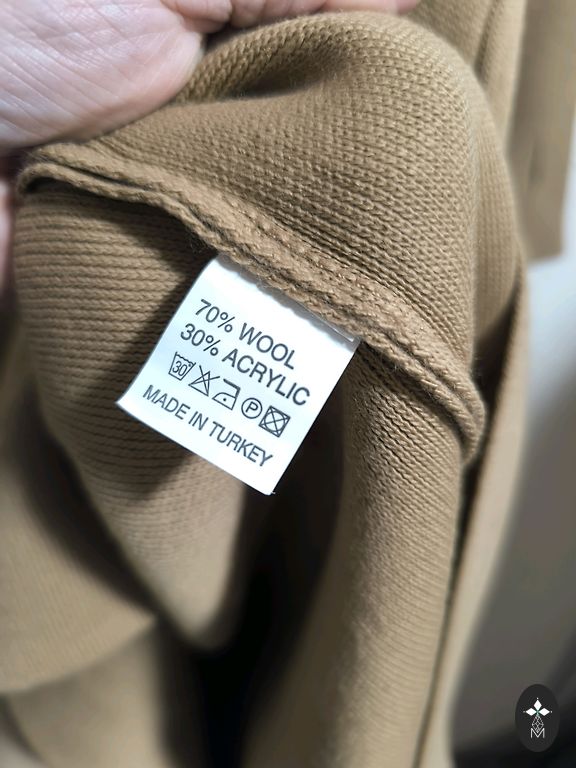 70% WOOL
30% ACRYLIC
30 P
MADE IN TURKEY
M